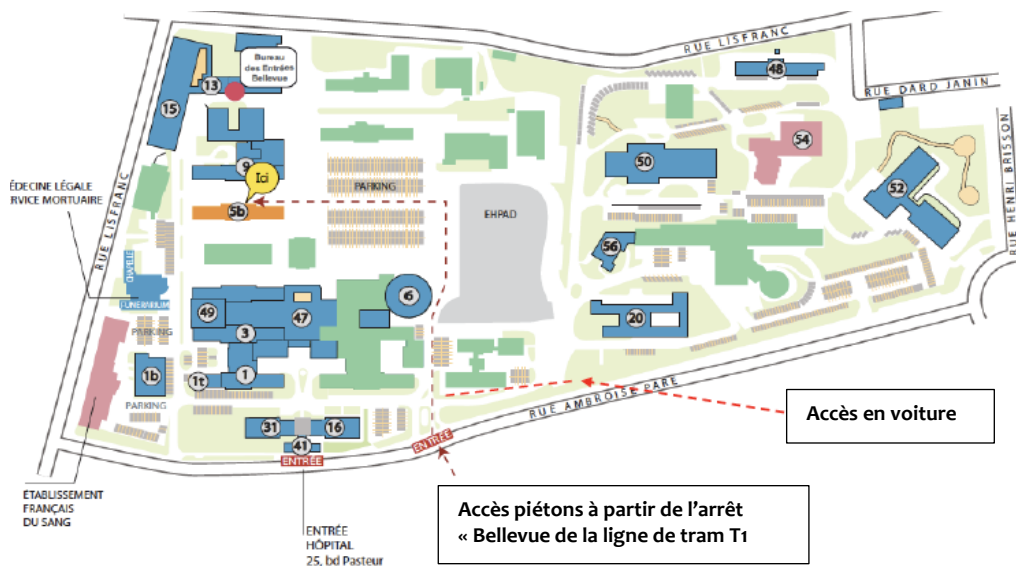 RUE LISFRANC
48
RUE DARD JANIN
Bureau
des Entrées
Bellevue
13
15
54
50
9
Ici
PARKING
52
RUE HENRI BRISSON
ÉDECINE LÉGALE
RVICE MORTUAIRE
RUE LISFRANC
5b
EHPAD
56
CHAPELLE
FUNERARIUM
6
49
47
20
PARKING
3
1b
1t
1
PARKING
RUE AMBROISE PARE
Accès en voiture
31
16
41
ENTRÉE
ENTRÉE
ÉTABLISSEMENT
FRANÇAIS
DU SANG
Accès piétons à partir de l’arrêt
« Bellevue de la ligne de tram T1
ENTRÉE
HÔPITAL
25, bd Pasteur